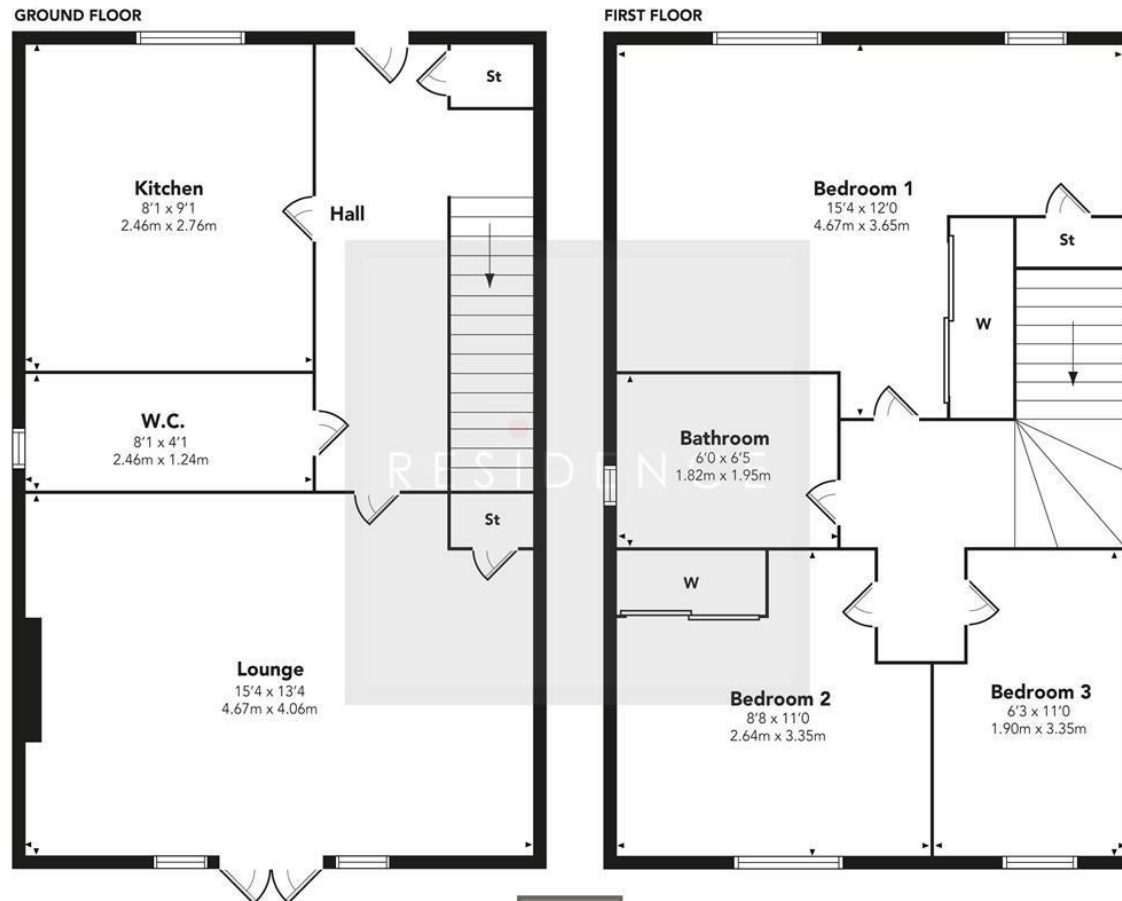 GROUND FLOOR
FIRST FLOOR
St
Kitchen
8'1 x 9'1
2.46m x 2.76m
Hall
W.C.
8'1 x 4'1
2.46m x 1.24m
St
Lounge
15'4 x 13'4
4.67m x 4.06m
Bedroom 1
15'4 x 12'0
4.67m x 3.65m
St
W
Bathroom
6'0 x 6'5
1.82m x 1.95m
W
Bedroom 2
8'8 x 11'0
2.64m x 3.35m
Bedroom 3
6'3 x 11'0
1.90m x 3.35m
RESIDENCE